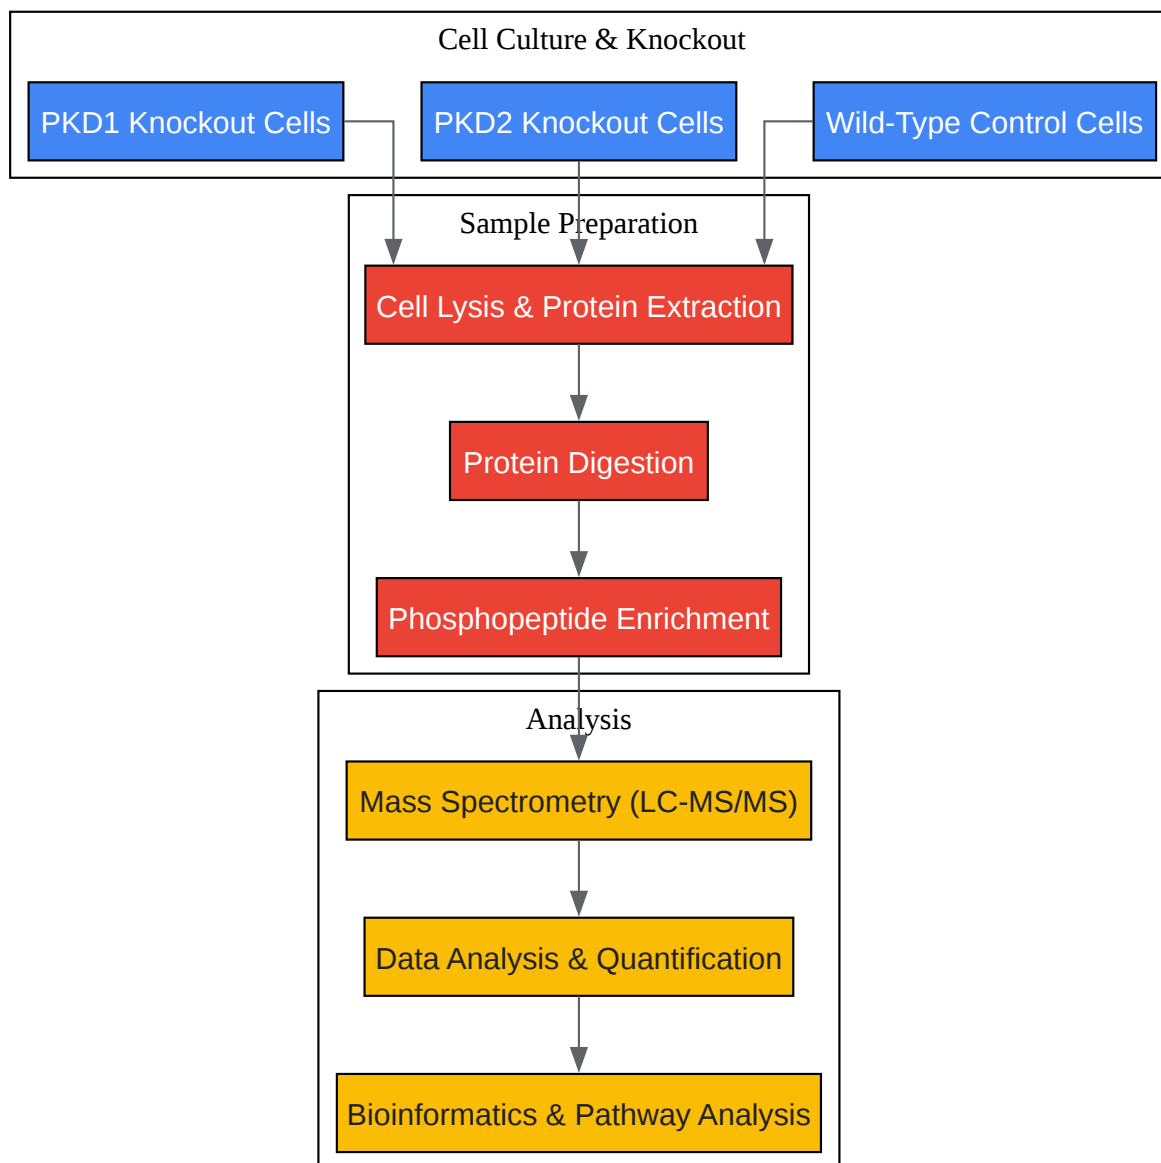 Cell Culture & Knockout
PKD1 Knockout Cells
PKD2 Knockout Cells
Wild-Type Control Cells
Sample Preparation
Cell Lysis & Protein Extraction
Protein Digestion
Phosphopeptide Enrichment
Analysis
Mass Spectrometry (LC-MS/MS)
Data Analysis & Quantification
Bioinformatics & Pathway Analysis